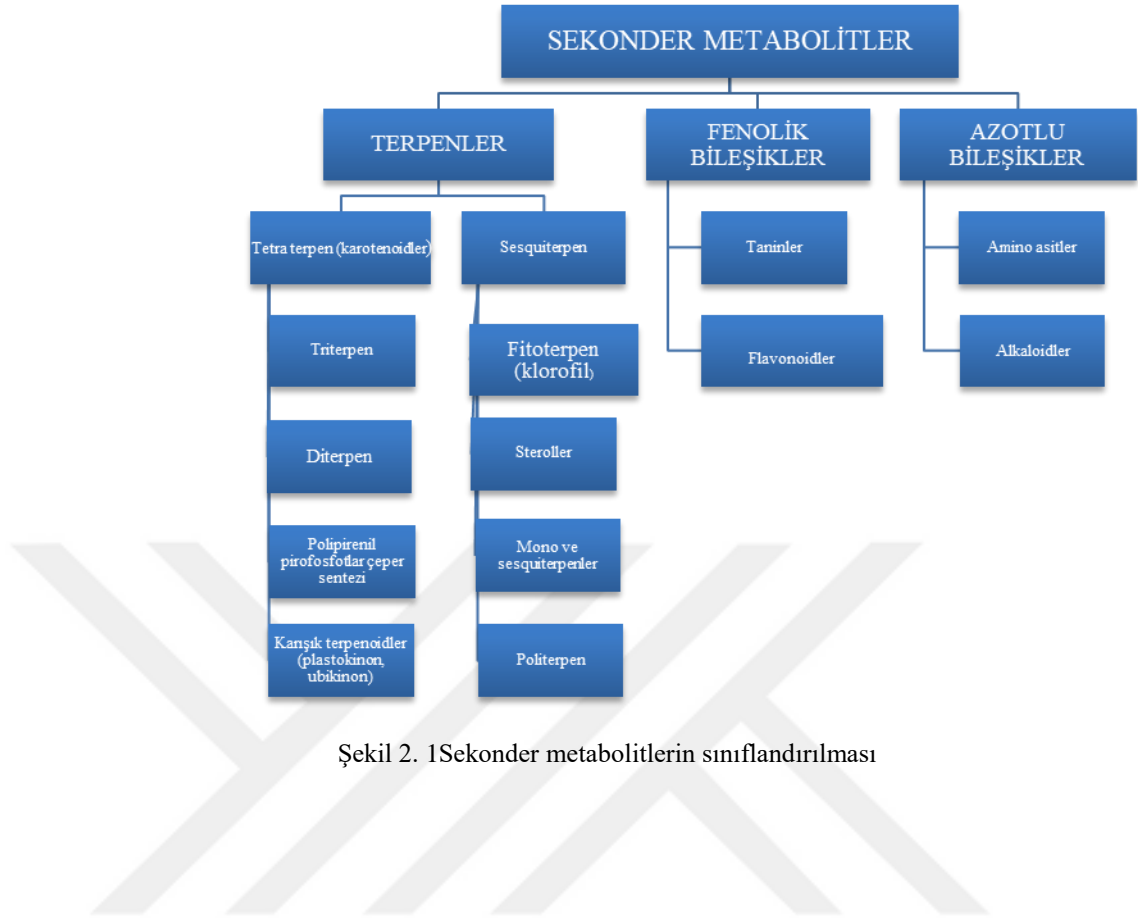 SEKONDER METABOLİTLER
TERPENLER
FENOLİK
BİLEŞİKLER
AZOTLU
BİLEŞİKLER
Tetra terpen (karotenoidler)
Sesquiterpen
Taninler
Amino asitler
Triterpen
Fitoterpen
(klorofil)
Flavonoidler
Alkaloidler
Diterpen
Steroller
Polipirenil
pirofosfotlar çeper
sentezi
Mono ve
sesquiterpenler
Karışık terpenoidler
(plastokinon,
ubikinon)
Politerpen
Şekil 2. 1Sekonder metabolitlerin sınıflandırılması